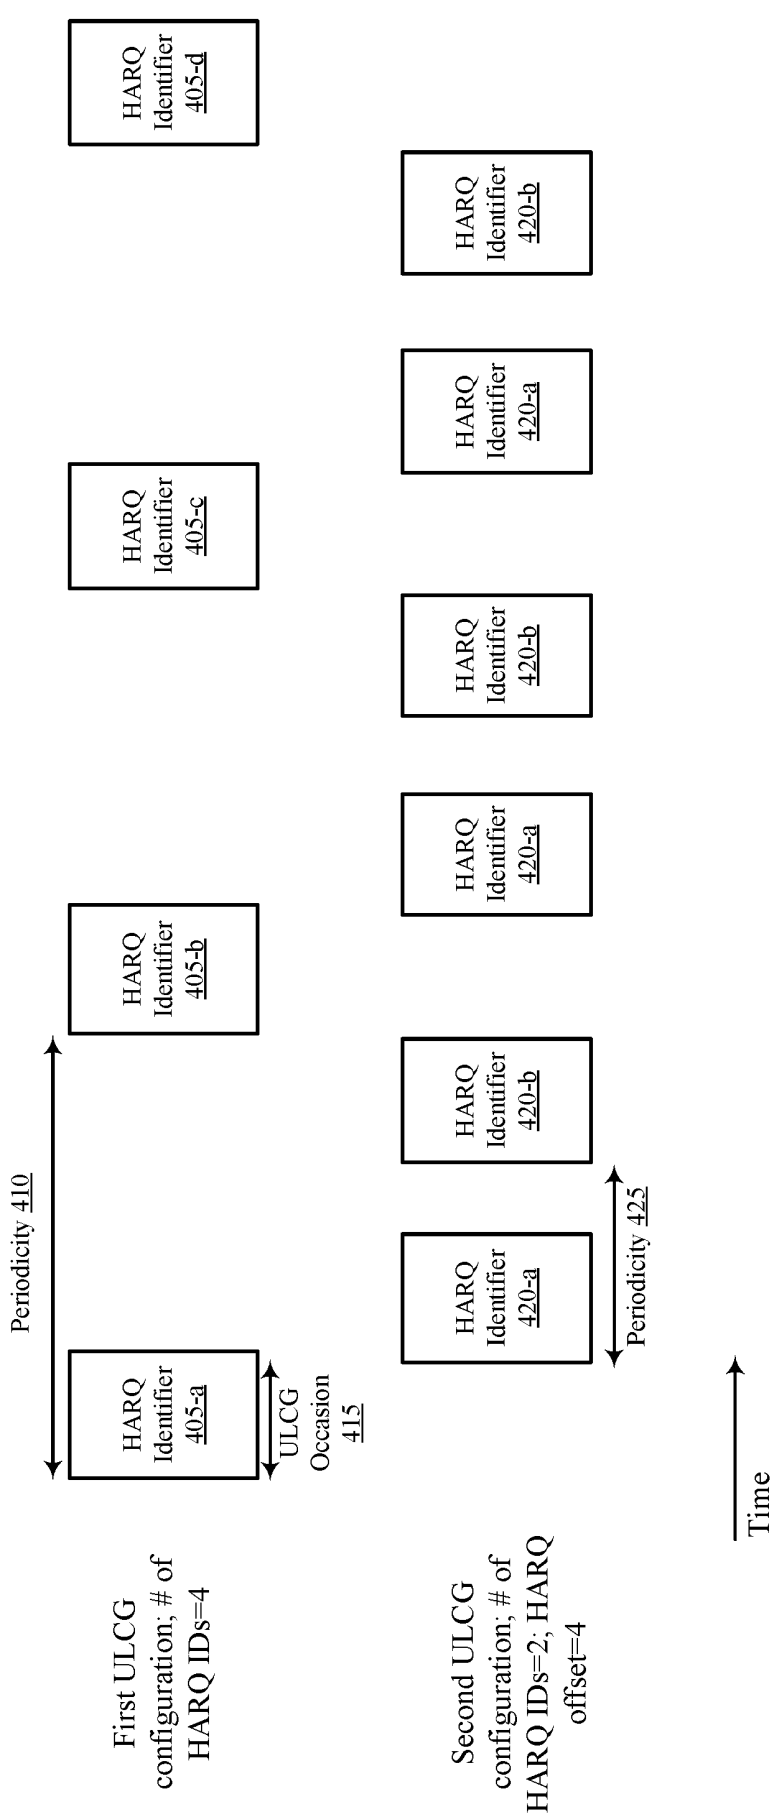 Periodicity 410
First ULCG
configuration; # of
HARQ IDs=4
HARQ
Identifier
405-a
HARQ
Identifier
405-b
HARQ
Identifier
405-c
HARQ
Identifier
405-d
ULCG
Occasion
415
Second ULCG
configuration; # of
HARQ IDs=2; HARQ
offset=4
HARQ
Identifier
420-a
HARQ
Identifier
420-b
HARQ
Identifier
420-a
HARQ
Identifier
420-b
HARQ
Identifier
420-a
HARQ
Identifier
420-b
Periodicity 425
Time